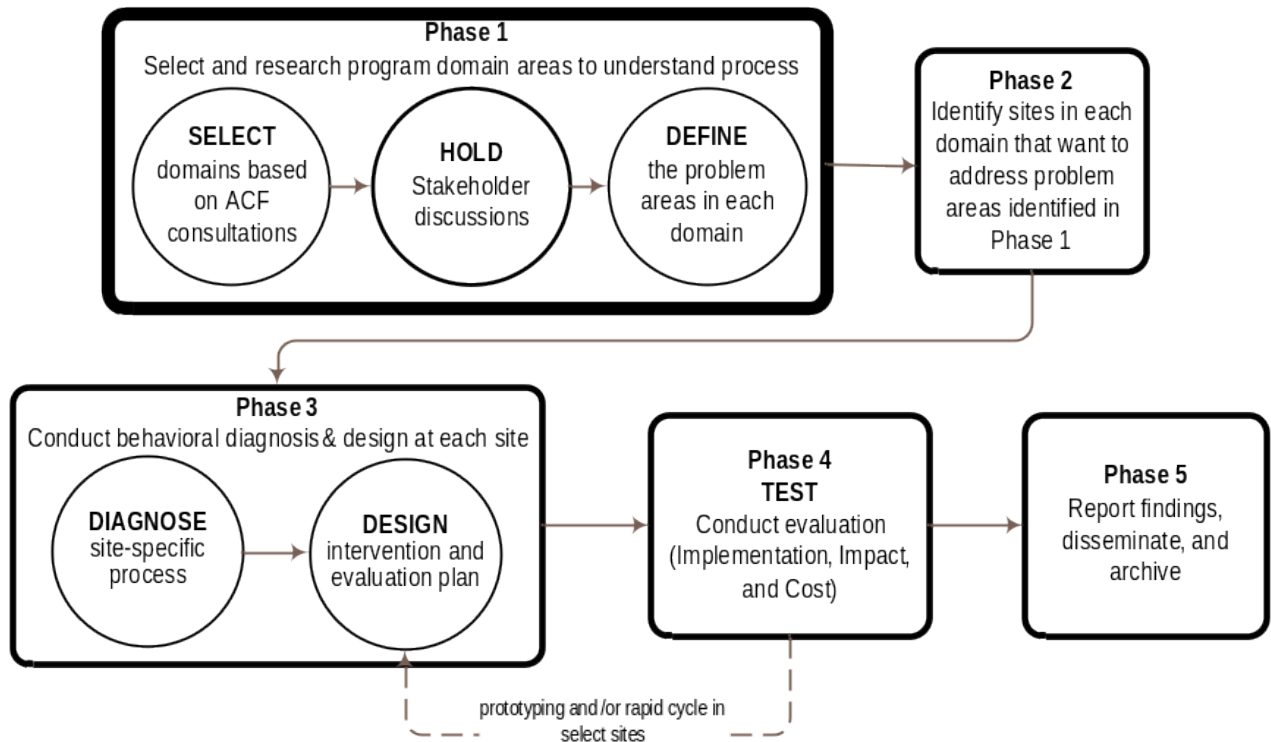 Phase 1
Select and research program domain areas to understand process
SELECT
domains based
on ACF
consultations
HOLD
Stakeholder
discussions
DEFINE
the problem
areas in each
domain
Phase 2
Identify sites in each
domain that want to
address problem
areas identified in
Phase 1
Phase 3
Conduct behavioral diagnosis & design at each site
DIAGNOSE
site-specific
process
DESIGN
intervention and
evaluation plan
Phase 4
TEST
Conduct evaluation
(Implementation, Impact,
and Cost)
Phase 5
Report findings,
disseminate, and
archive
prototyping and/or rapid cycle in
select sites